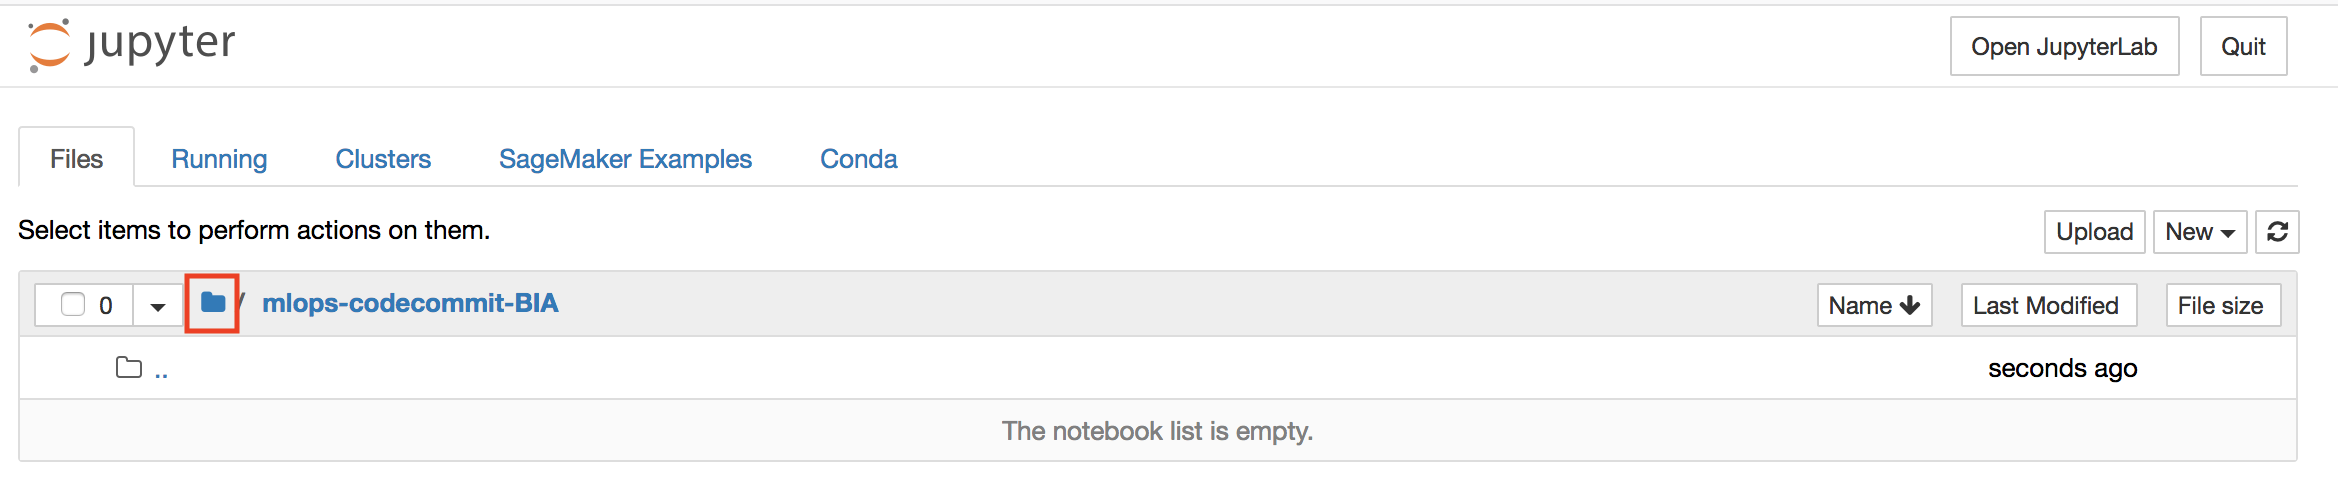 jupyter
Open JupyterLab
Quit
Files
Running
Clusters
SageMaker Examples
Conda
Select items to perform actions on them.
Upload
New
0
/ mlops-codecommit-BIA
Name
Last Modified
File size
..
seconds ago
The notebook list is empty.